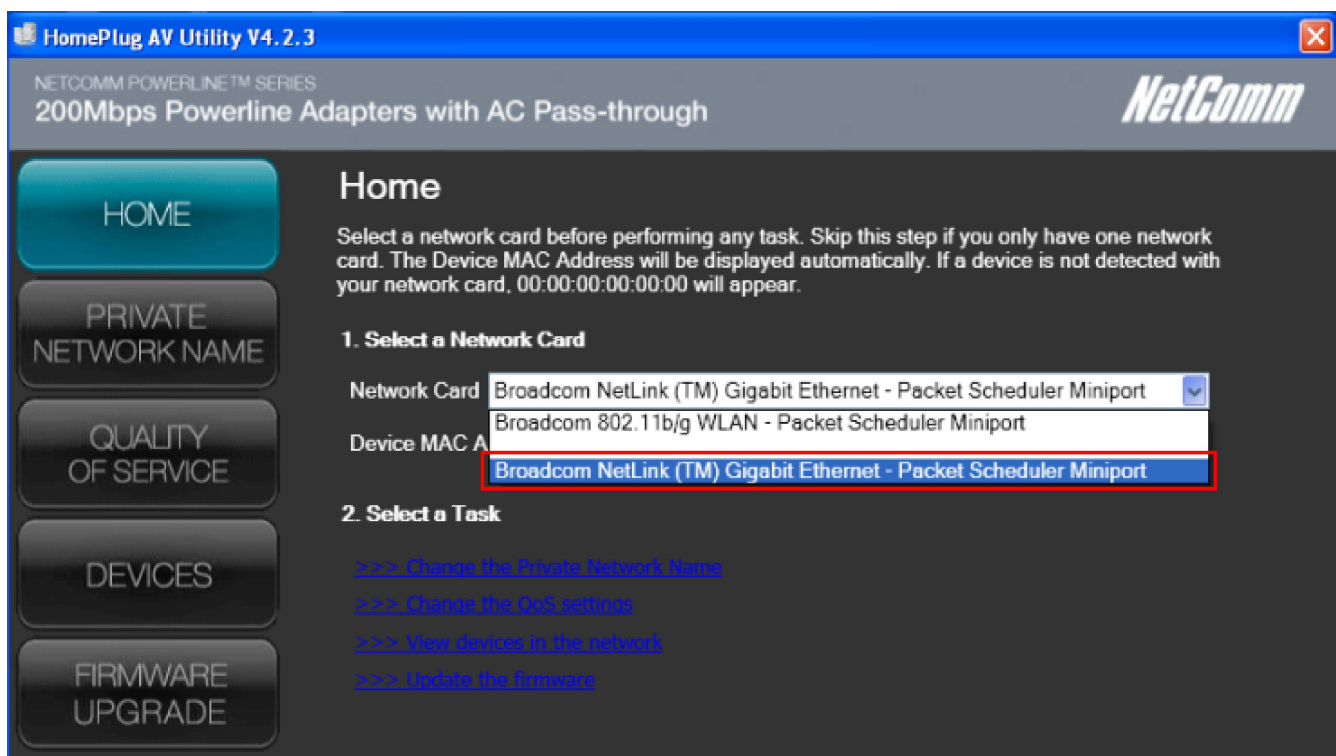 HomePlug AV Utility V4.2.3
NETCOMM POWERLINE™ SERIES
200Mbps Powerline Adapters with AC Pass-through
NetComm
HOME
PRIVATE
NETWORK NAME
QUALITY
OF SERVICE
DEVICES
FIRMWARE
UPGRADE
Home
Select a network card before performing any task. Skip this step if you only have one network
card. The Device MAC Address will be displayed automatically. If a device is not detected with
your network card, 00:00:00:00:00:00 will appear.
1. Select a Network Card
Network Card Broadcom NetLink (TM) Gigabit Ethernet - Packet Scheduler Miniport
Broadcom 802.11b/g WLAN - Packet Scheduler Miniport
Device MAC A
Broadcom NetLink (TM) Gigabit Ethernet - Packet Scheduler Miniport
2. Select a Task
>>> Change the Private Network Name
>>> Change the QoS settings
>>> View devices in the network
>>> Update the firmware